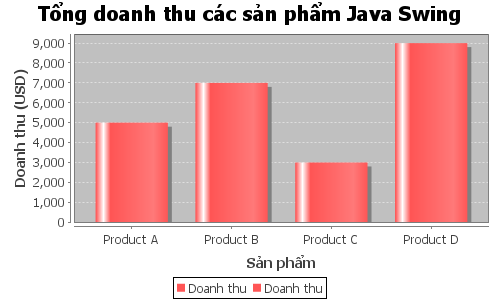 Tổng doanh thu các sản phẩm Java Swing
Doanh thu (USD)
9,000
8,000
7,000
6,000
5,000
4,000
3,000
2,000
1,000
0
Product A Product B Product C Product D
Sản phẩm
Doanh thu Doanh thu